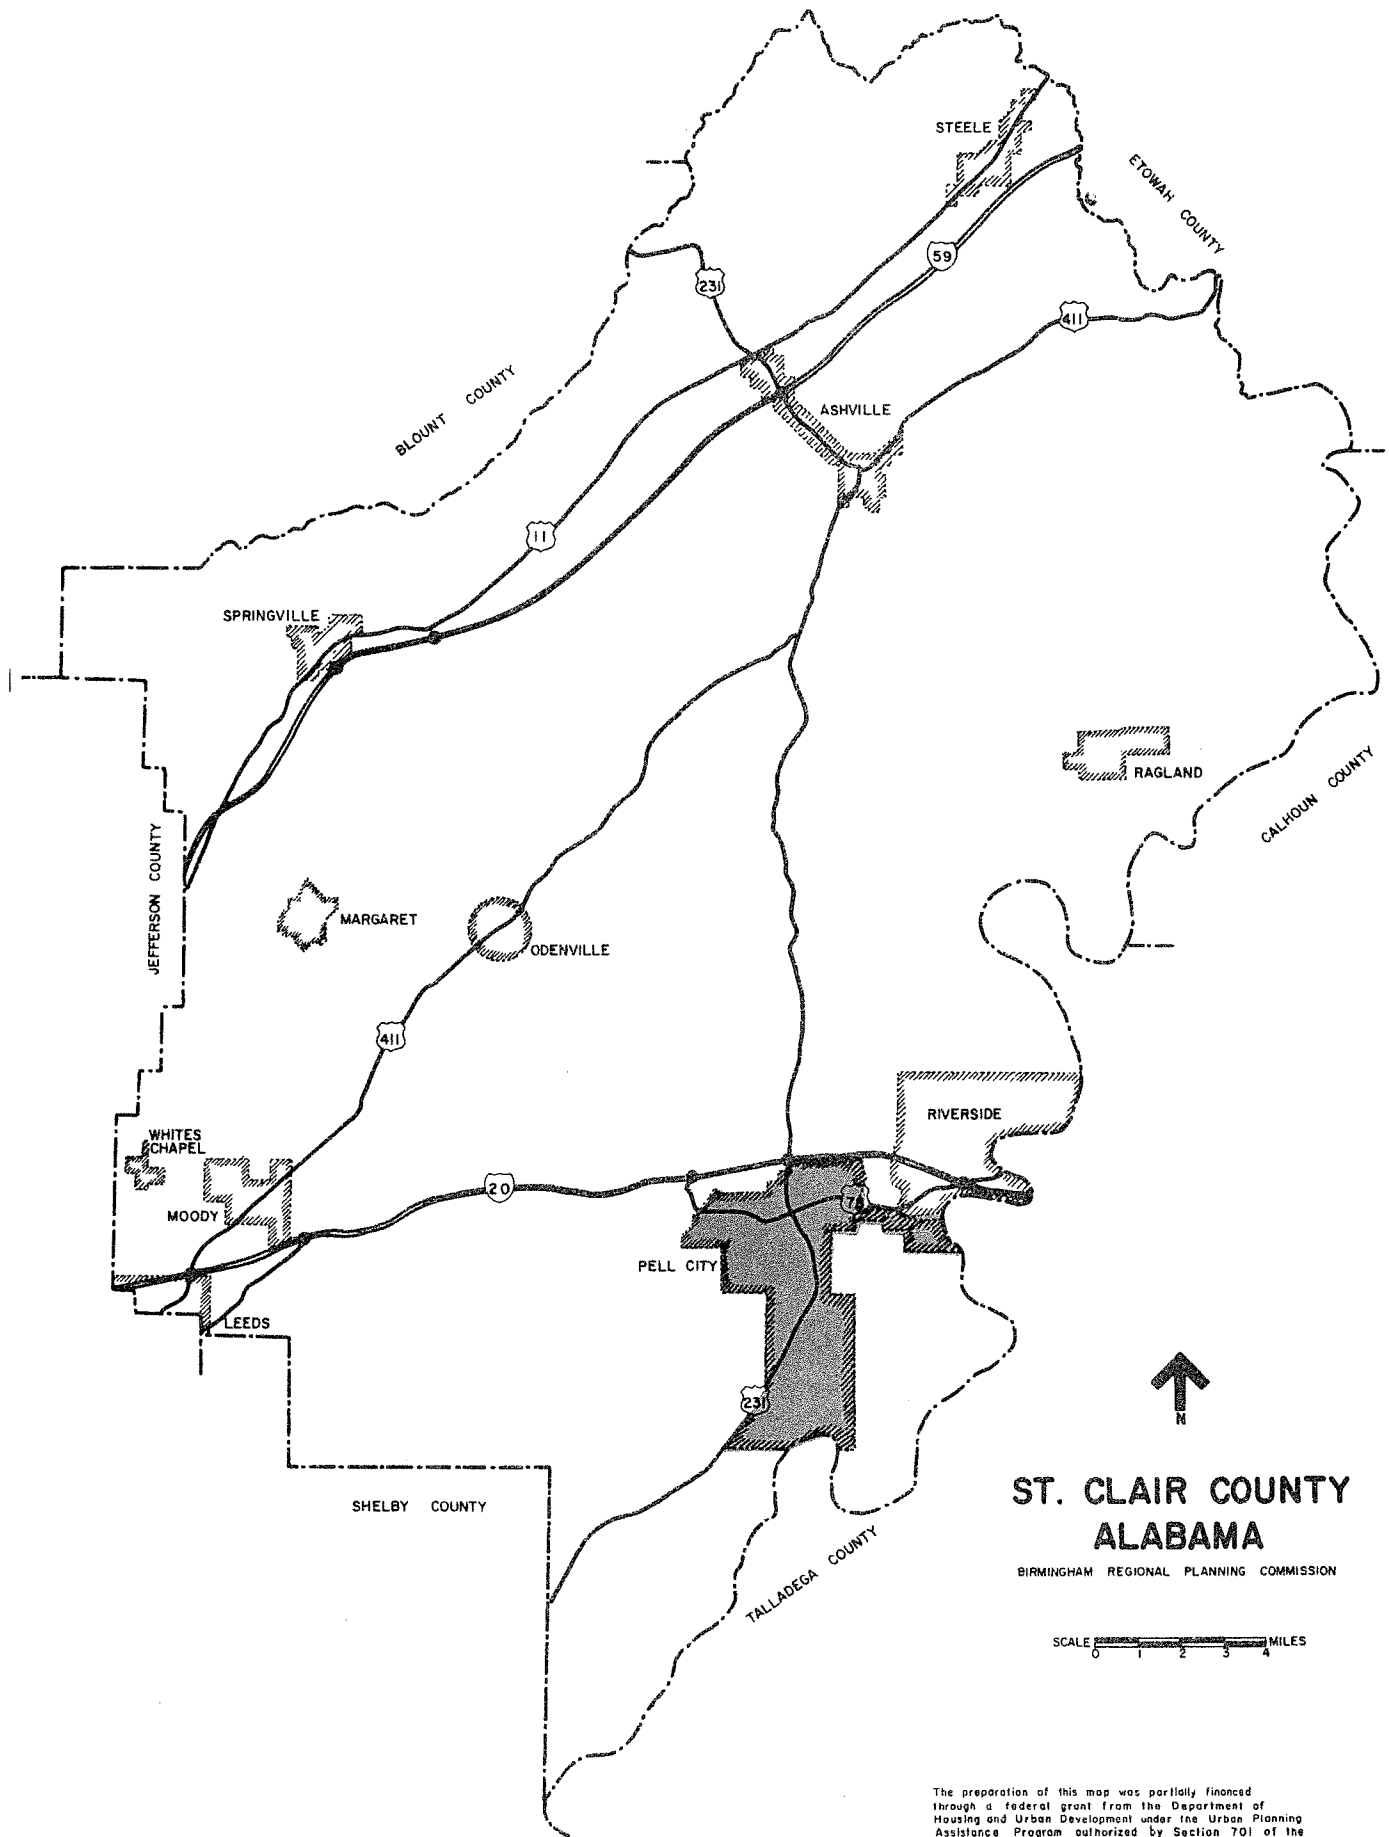 STEELE
ETOWAH COUNTY
59
231
411
BLOUNT COUNTY
ASHVILLE
11
SPRINGVILLE
RAGLAND
CALHOUN COUNTY
JEFFERSON COUNTY
MARGARET
ODENVILLE
411
RIVERSIDE
WHITES
CHAPEL
20
MOODY
PELL CITY
LEEDS
231
N
ST. CLAIR COUNTY
ALABAMA
BIRMINGHAM REGIONAL PLANNING COMMISSION
SHELBY COUNTY
TALLADEGA COUNTY
SCALE 0 1 2 3 4 MILES
The preparation of this map was partially financed
through a federal grant from the Department of
Housing and Urban Development under the Urban Planning
Assistance Program authorized by Section 701 of the